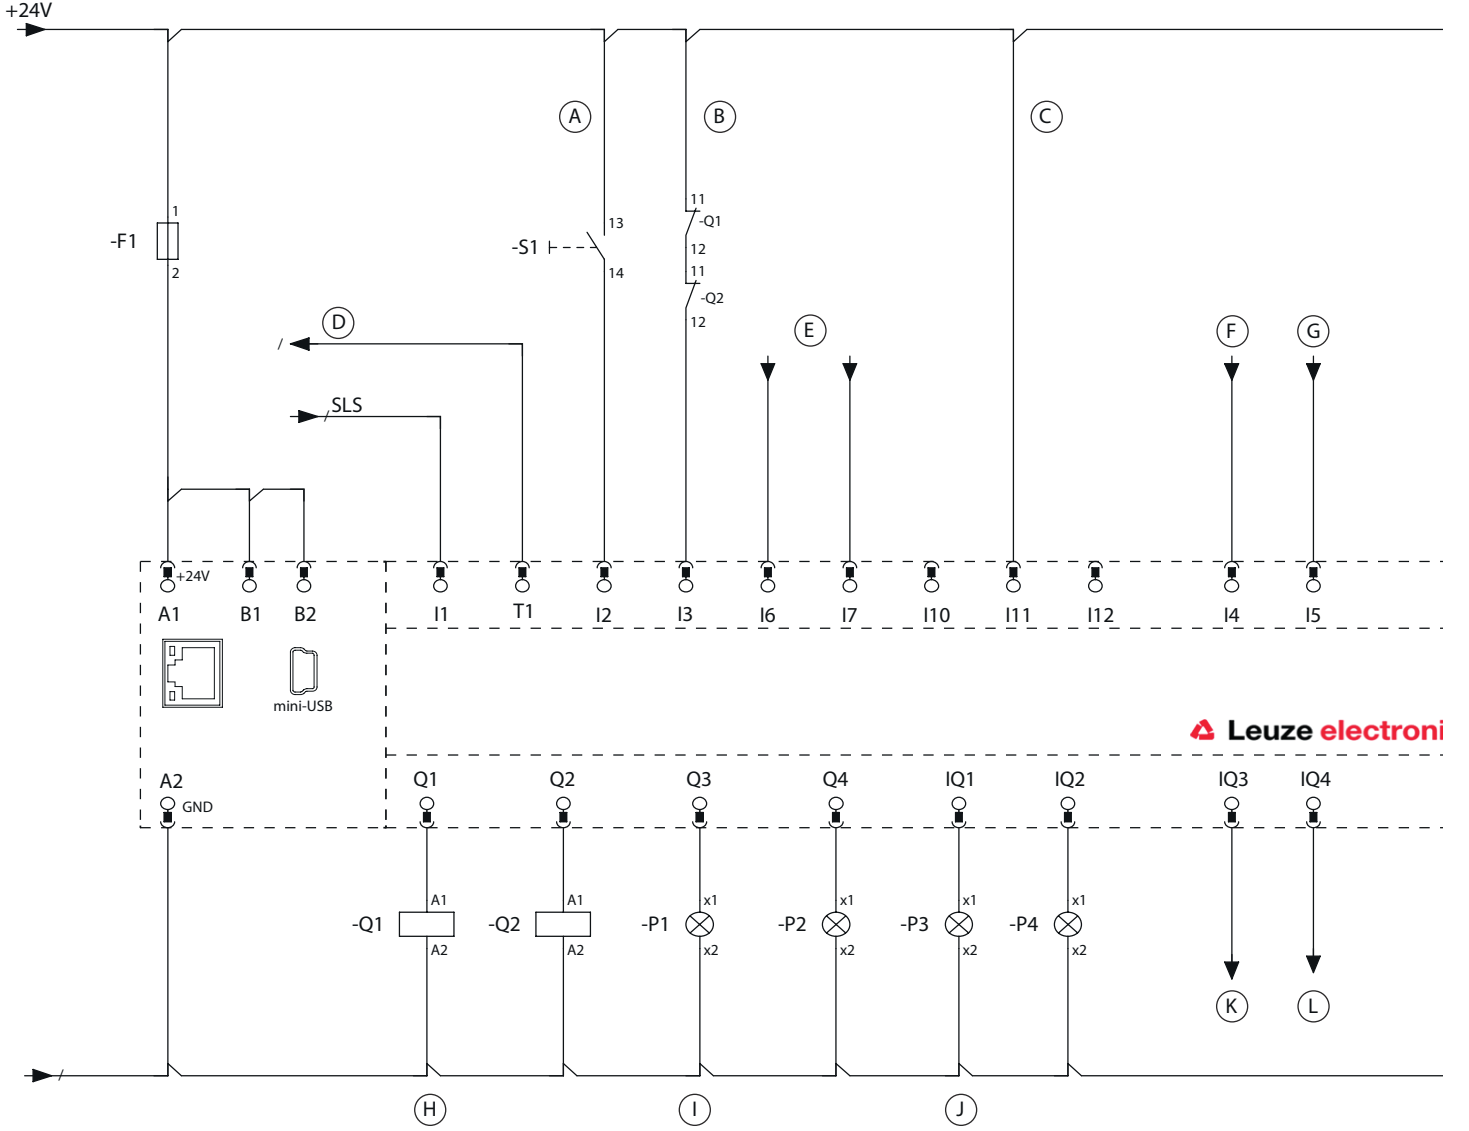 +24V
A
B
C
11
-Q1
1
13
-F1
-S1
12
2
14
11
-Q2
12
D
E
F
G
SLS
+24V
A1
B1
B2
I1
T1
I2
I3
I6
I7
I10
I11
I12
I4
I5
mini-USB
Leuze electroni
A2
GND
Q1
Q2
Q3
Q4
IQ1
IQ2
IQ3
IQ4
A1
A1
x1
x1
x1
x1
-Q1
-Q2
-P1
-P2
-P3
-P4
A2
A2
x2
x2
x2
x2
K
L
H
I
J